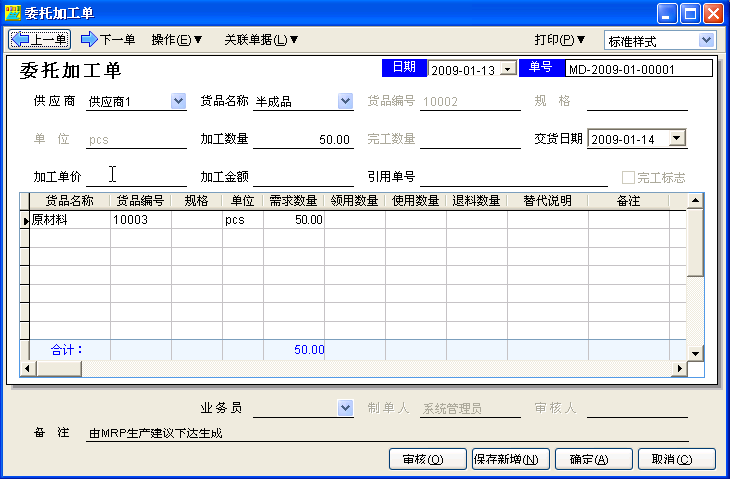 委托加工单
上一单 下一单 操作(E)▼ 关联单据(L)▼ 打印(P)▼ 标准样式
委托加工单 日期 2009-01-13 单号 MD-2009-01-00001
供应商 供应商1 货品名称 半成品 货品编号 10002 规格
单位 pcs 加工数量 50.00 完工数量 交货日期 2009-01-14
加工单价 加工金额 引用单号 完工标志
货品名称 货品编号 规格 单位 需求数量 领用数量 使用数量 退料数量 替代说明 备注
原材料 10003 pcs 50.00
合计： 50.00
业务员 制单人 系统管理员 审核人
备注 由MRP生产建议下达生成
审核(O) 保存新增(N) 确定(A) 取消(C)